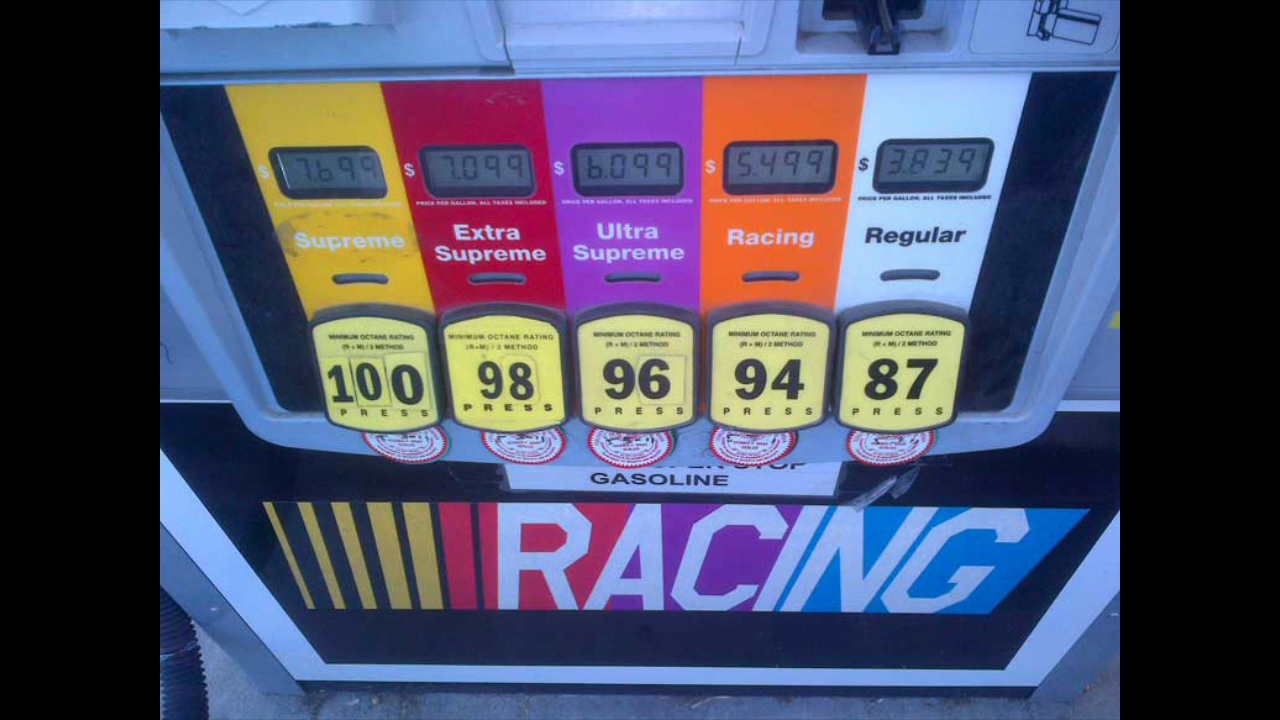 $ 7.699
$ 7.099
$ 6.099
$ 5.499
$ 3.839
PRICE PER GALLON, ALL TAXES INCLUDED
PRICE PER GALLON, ALL TAXES INCLUDED
PRICE PER GALLON, ALL TAXES INCLUDED
PRICE PER GALLON, ALL TAXES INCLUDED
Supreme
Extra
Supreme
Ultra
Supreme
Racing
Regular
MINIMUM OCTANE RATING
(R + M) / 2 METHOD
100
PRESS
MINIMUM OCTANE RATING
(R+M) / 2 METHOD
98
PRESS
MINIMUM OCTANE RATING
(R + M) / 2 METHOD
96
PRESS
MINIMUM OCTANE RATING
(R + M) / 2 METHOD
94
PRESS
MINIMUM OCTANE RATING
(R + M) / 2 METHOD
87
PRESS
GASOLINE
RACING